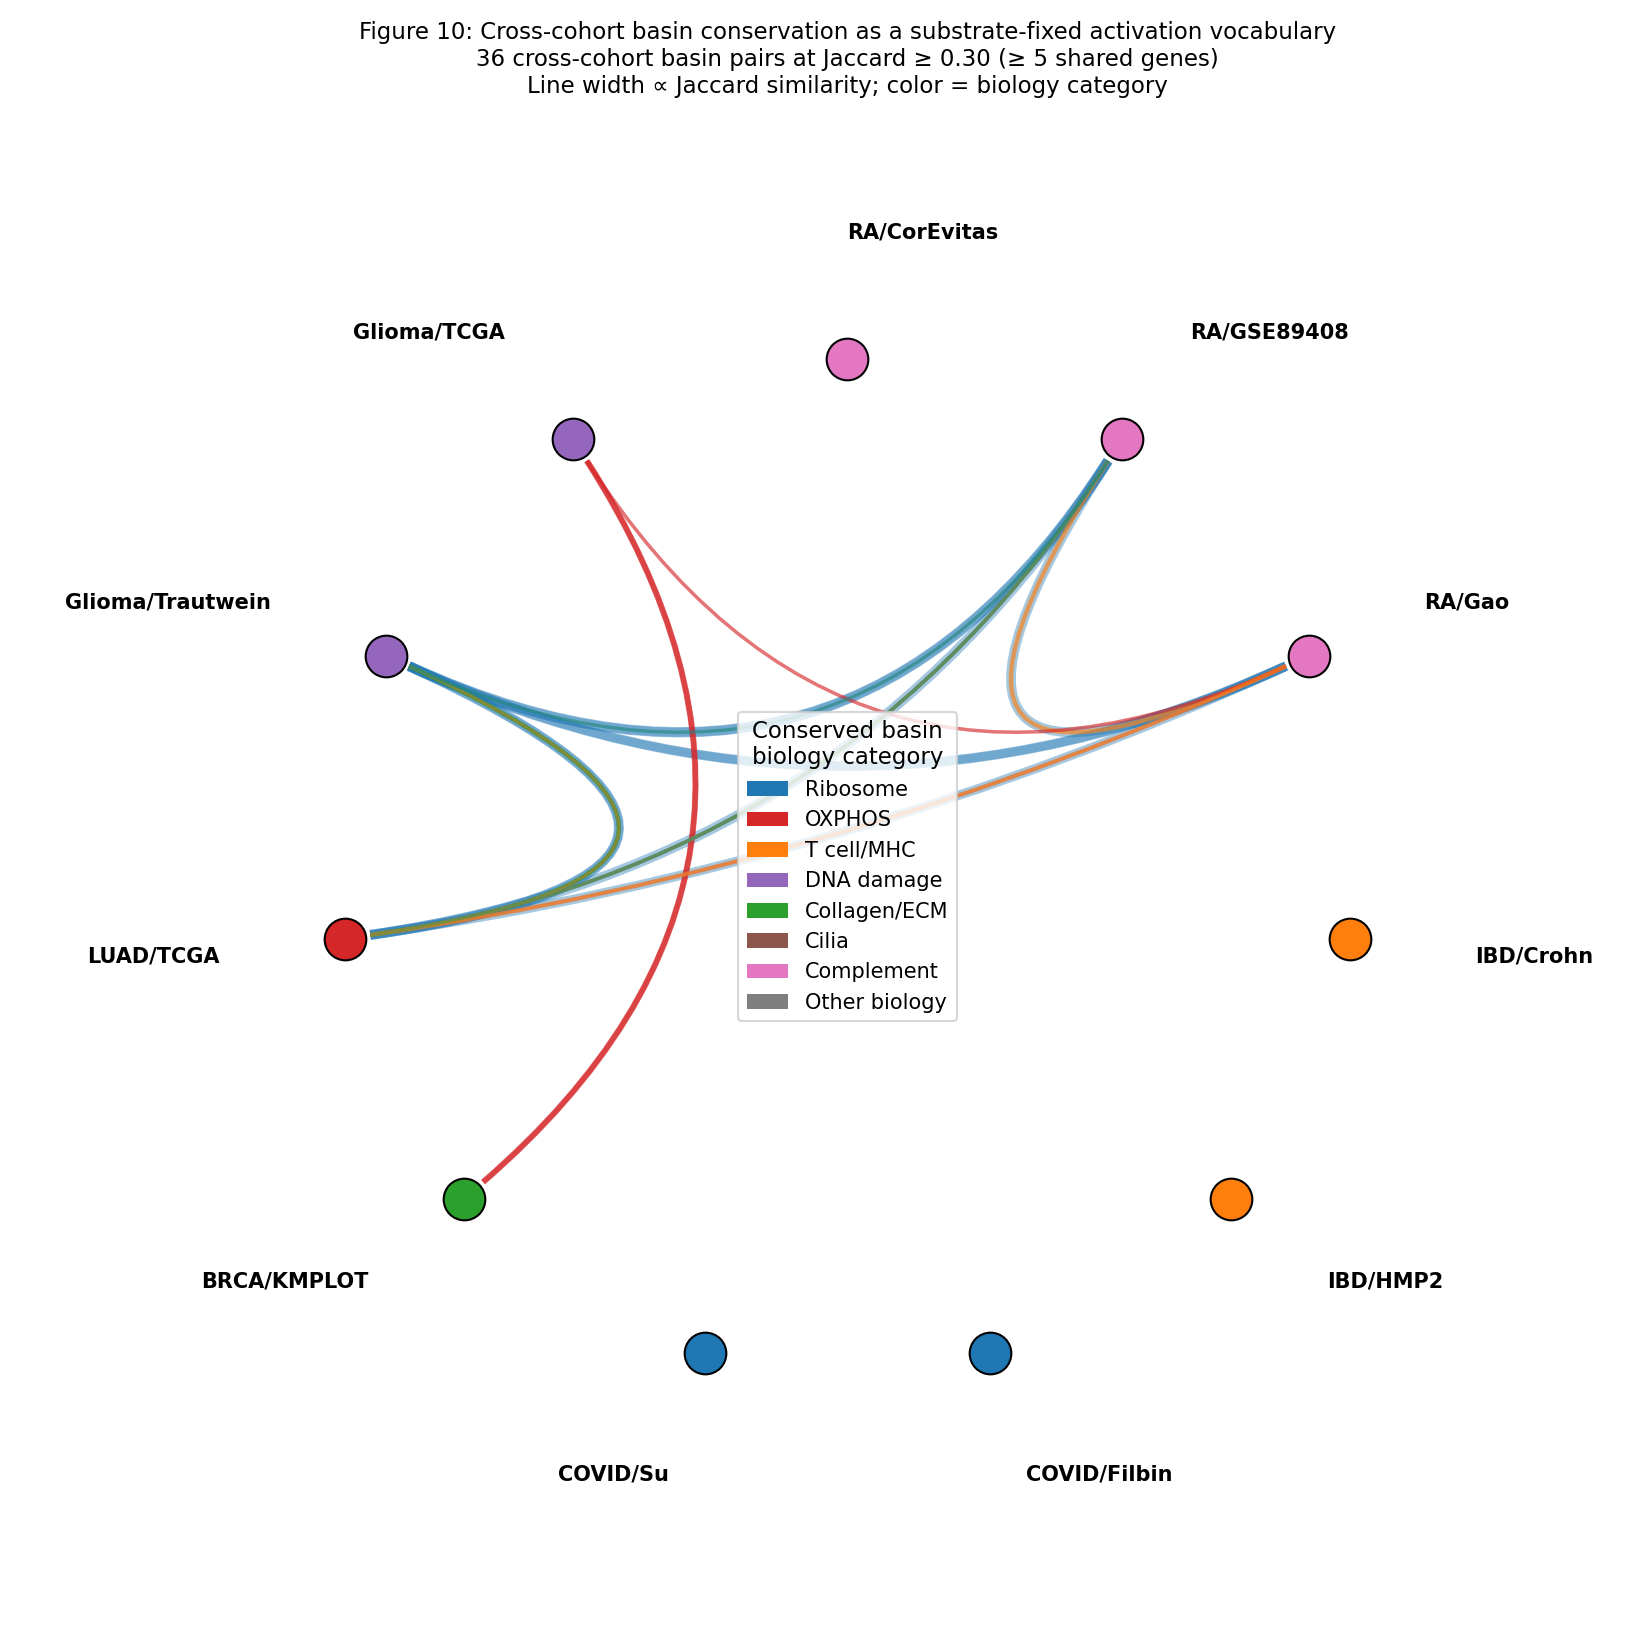 Figure 10: Cross-cohort basin conservation as a substrate-fixed activation vocabulary
36 cross-cohort basin pairs at Jaccard ≥ 0.30 (≥ 5 shared genes)
Line width ∝ Jaccard similarity; color = biology category
RA/CorEvitas
Glioma/TCGA
RA/GSE89408
Glioma/Trautwein
RA/Gao
Conserved basin
biology category
Ribosome
OXPHOS
T cell/MHC
DNA damage
Collagen/ECM
Cilia
Complement
Other biology
LUAD/TCGA
IBD/Crohn
BRCA/KMPLOT
IBD/HMP2
COVID/Su
COVID/Filbin